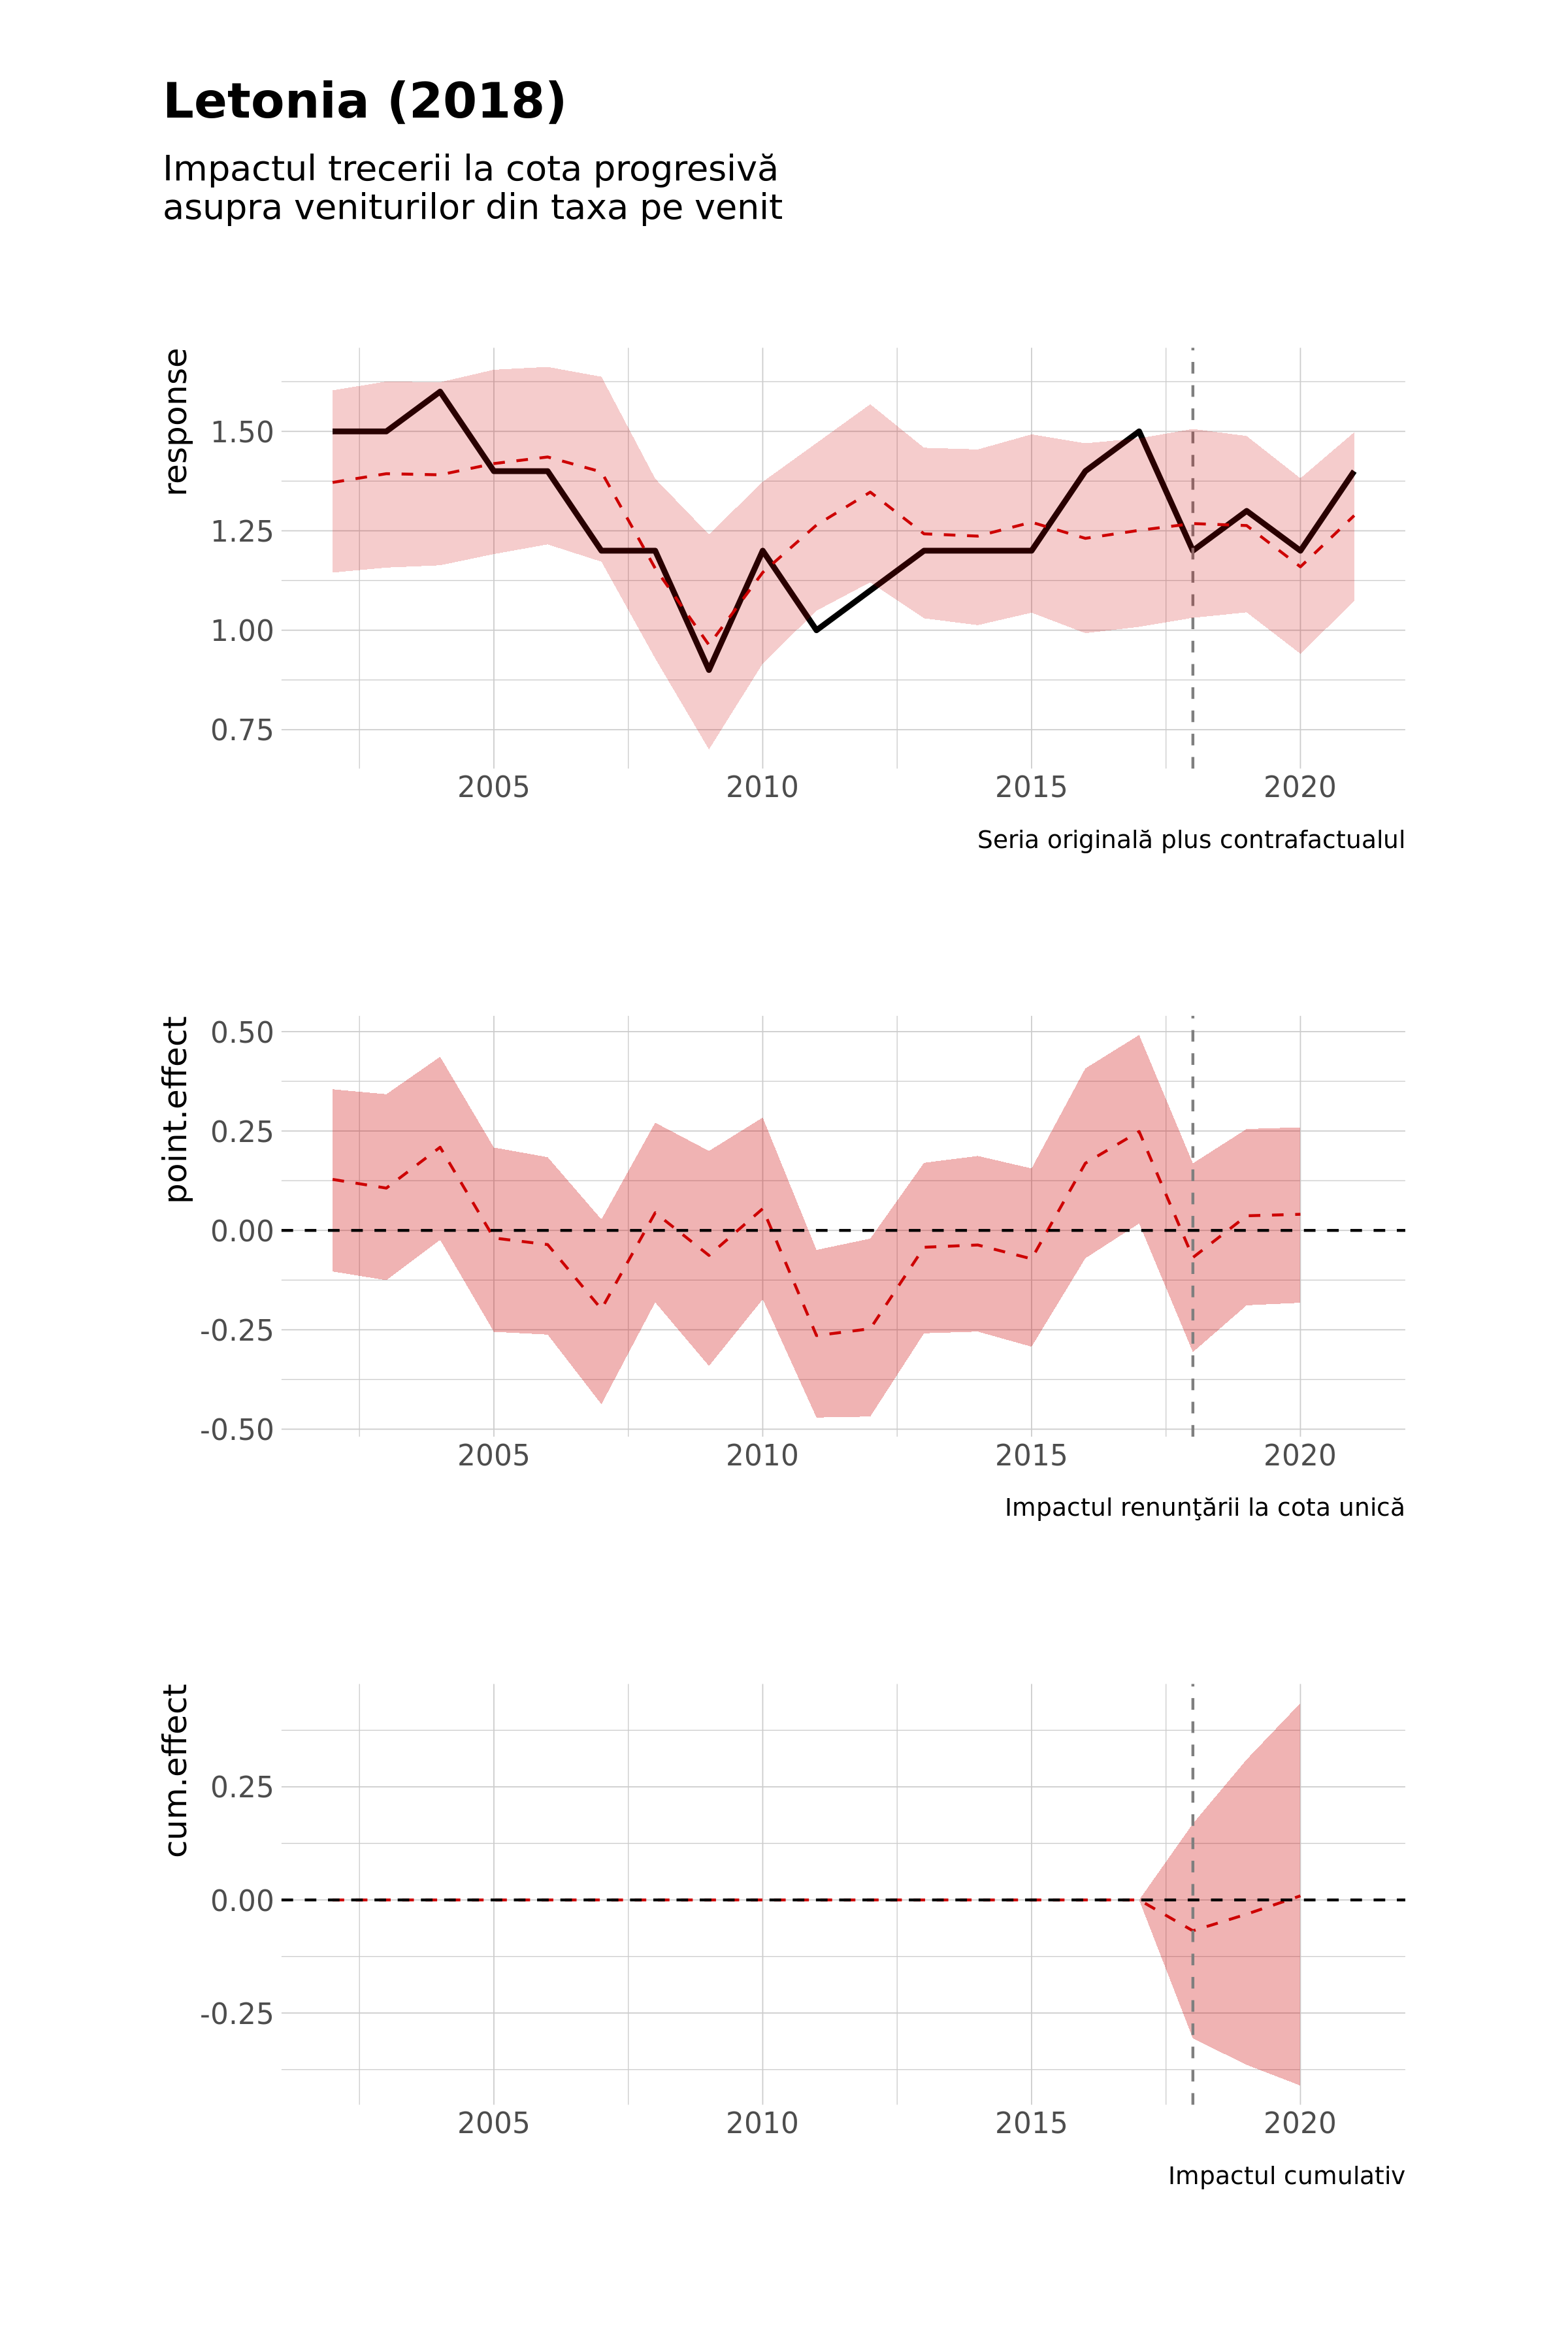 Letonia (2018)
Impactul trecerii la cota progresivă
asupra veniturilor din taxa pe venit
response
1.50
1.25
1.00
0.75
2005 2010 2015 2020
Seria originală plus contrafactualul
point.effect
0.50
0.25
0.00
-0.25
-0.50
2005 2010 2015 2020
Impactul renunţării la cota unică
cum.effect
0.25
0.00
-0.25
2005 2010 2015 2020
Impactul cumulativ